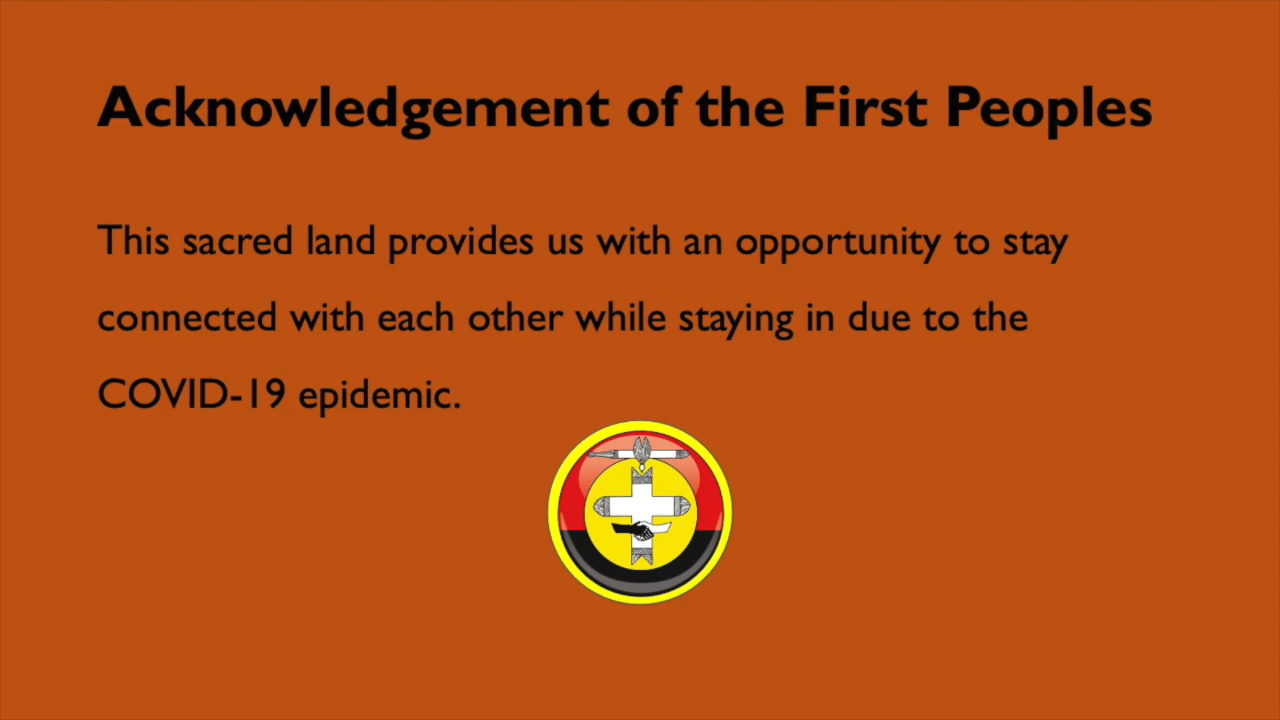 Acknowledgement of the First Peoples
This sacred land provides us with an opportunity to stay
connected with each other while staying in due to the
COVID-19 epidemic.